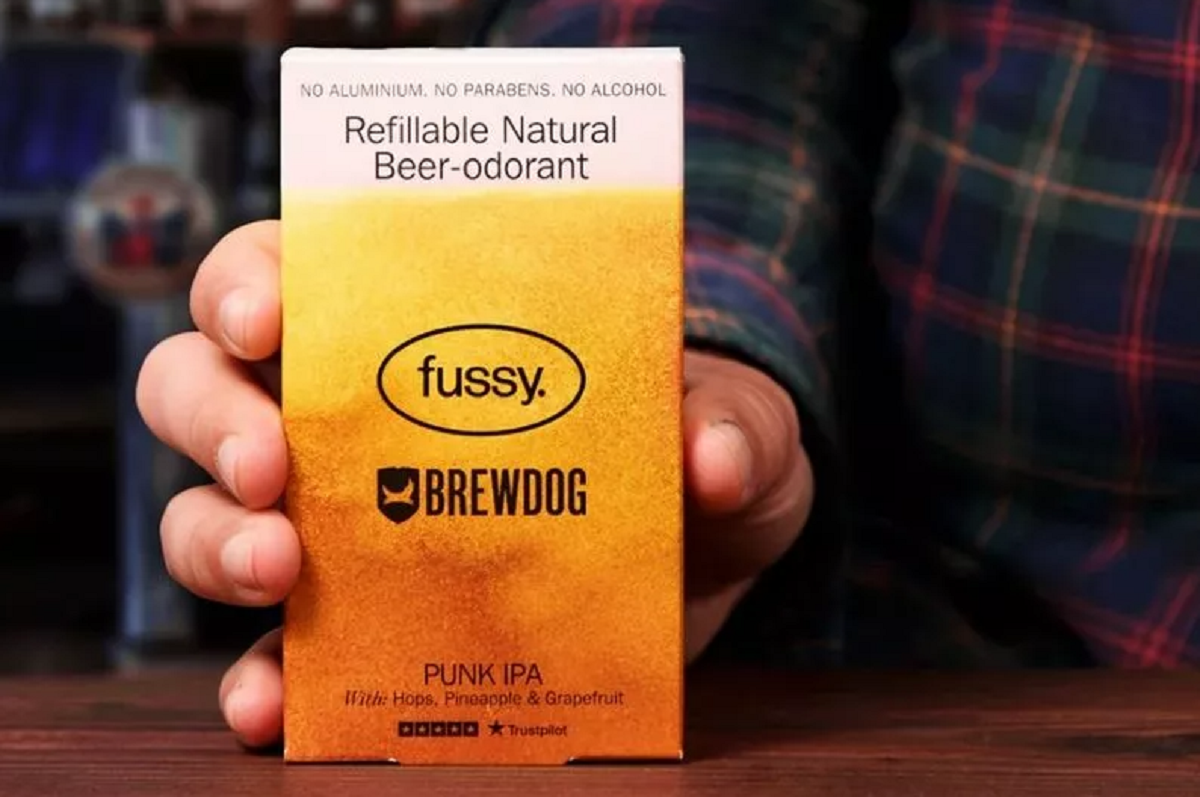 NO ALUMINIUM. NO PARABENS. NO ALCOHOL
Refillable Natural
Beer-odorant
fussy.
BREWDOG
PUNK IPA
With: Hops, Pineapple & Grapefruit
Trustpilot